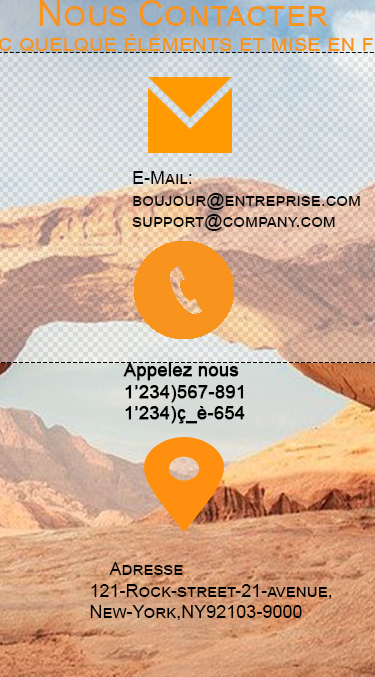 Nous Contacter
C QUELQUE ÉLÉMENTS ET MISE EN F
E-Mail:
boujour@entreprise.com
support@company.com
Appelez nous
1'234)567-891
1'234)ç_è-654
Adresse
121-Rock-street-21-avenue,
New-York,NY92103-9000